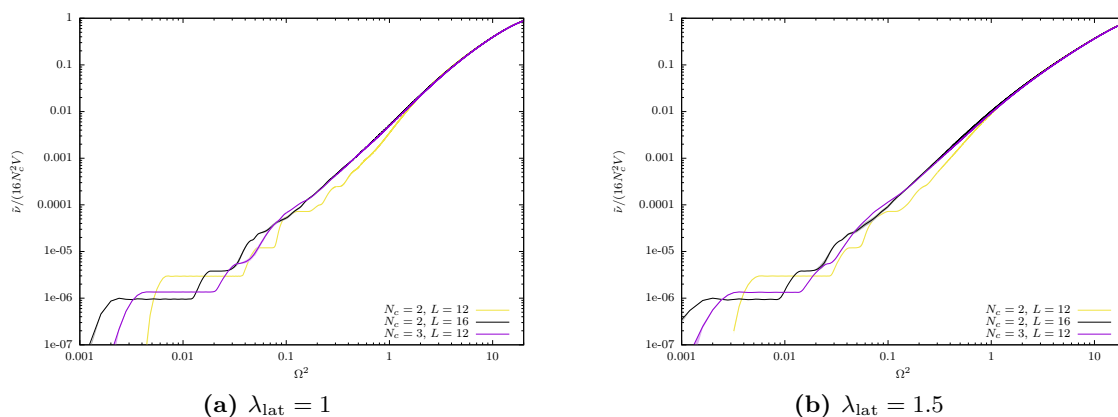 1
0.1
0.01
0.001
0.0001
1e-05
1e-06
1e-07
ν̃/(16N_c^2V)
N_c = 2, L = 12
N_c = 2, L = 16
N_c = 3, L = 12
0.001 0.01 0.1 1 10
Ω^2
(a) λ_lat = 1
1
0.1
0.01
0.001
0.0001
1e-05
1e-06
1e-07
ν̃/(16N_c^2V)
N_c = 2, L = 12
N_c = 2, L = 16
N_c = 3, L = 12
0.001 0.01 0.1 1 10
Ω^2
(b) λ_lat = 1.5